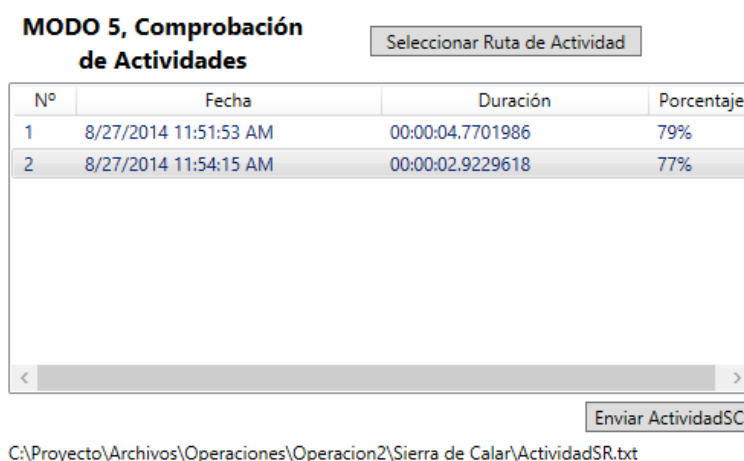 MODO 5, Comprobación
de Actividades
Seleccionar Ruta de Actividad
Nº Fecha Duración Porcentaje
1 8/27/2014 11:51:53 AM 00:00:04.7701986 79%
2 8/27/2014 11:54:15 AM 00:00:02.9229618 77%
Enviar ActividadSC
C:\Proyecto\Archivos\Operaciones\Operacion2\Sierra de Calar\ActividadSR.txt